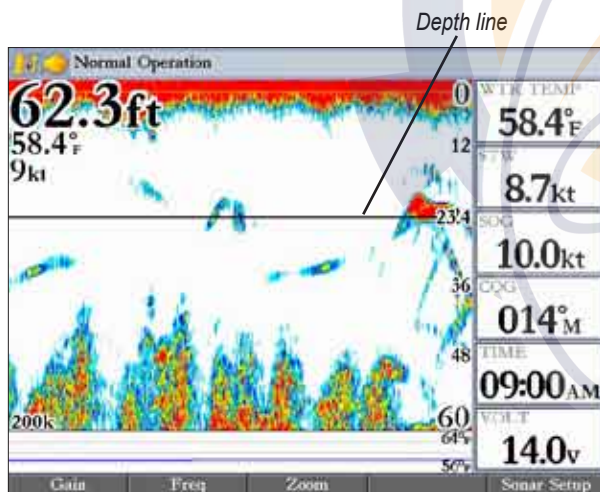 Depth line
Normal Operation
62.3ft
58.4°F
9kt
0
12
23.4
36
48
60
200k
64°F
56°F
WTR TEMP
58.4°F
STW
8.7kt
SOG
10.0kt
COG
014°M
TIME
09:00AM
VOLT
14.0v
Gain
Freq
Zoom
Sonar Setup